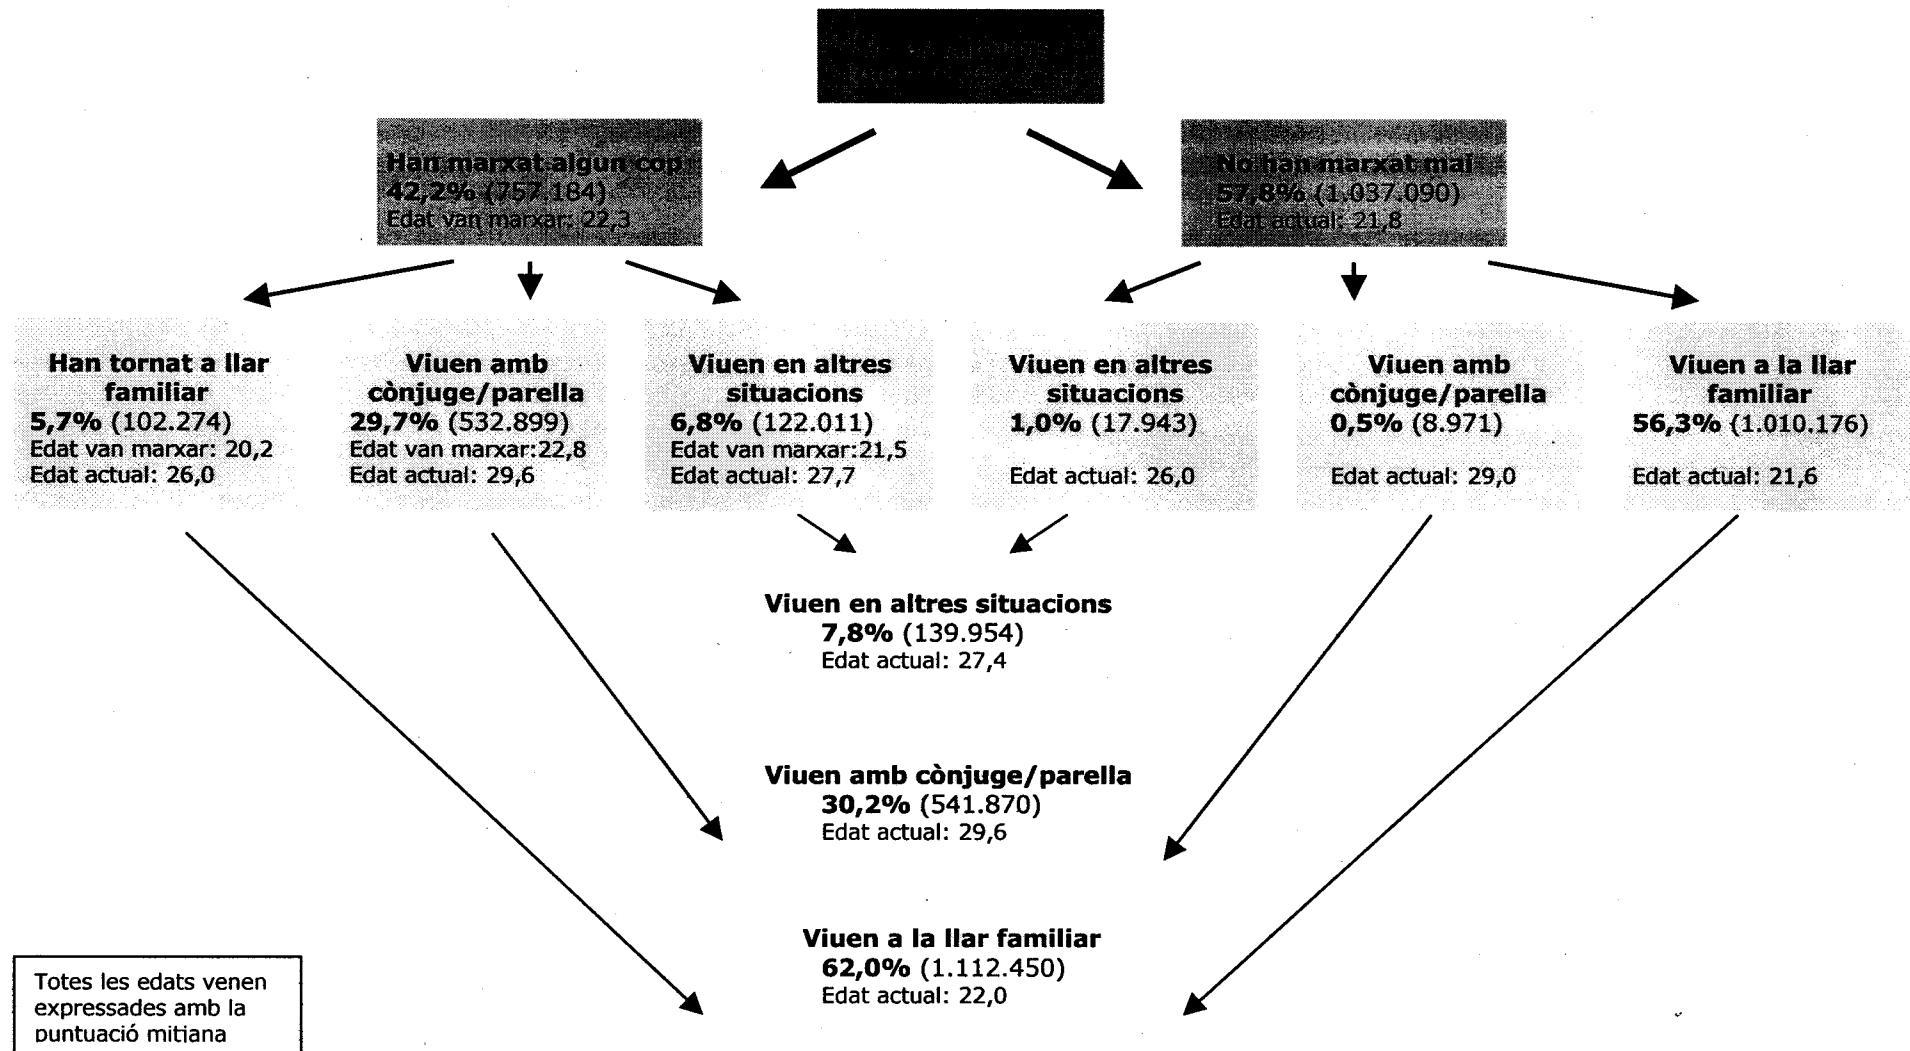 Han marxat algun cop
42,2% (757.184)
Edat van marxar: 22,3
No han marxat mai
57,8% (1.037.090)
Edat actual: 21,8
Han tornat a llar
familiar
5,7% (102.274)
Edat van marxar: 20,2
Edat actual: 26,0
Viuen amb
cònjuge/parella
29,7% (532.899)
Edat van marxar:22,8
Edat actual: 29,6
Viuen en altres
situacions
6,8% (122.011)
Edat van marxar:21,5
Edat actual: 27,7
Viuen en altres
situacions
1,0% (17.943)
Edat actual: 26,0
Viuen amb
cònjuge/parella
0,5% (8.971)
Edat actual: 29,0
Viuen a la llar
familiar
56,3% (1.010.176)
Edat actual: 21,6
Viuen en altres situacions
7,8% (139.954)
Edat actual: 27,4
Viuen amb cònjuge/parella
30,2% (541.870)
Edat actual: 29,6
Viuen a la llar familiar
62,0% (1.112.450)
Edat actual: 22,0
Totes les edats venen
expressades amb la
puntuació mitjana